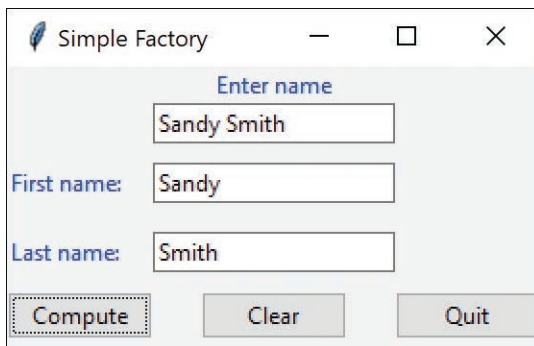 Simple Factory
Enter name
Sandy Smith
First name: Sandy
Last name: Smith
Compute Clear Quit